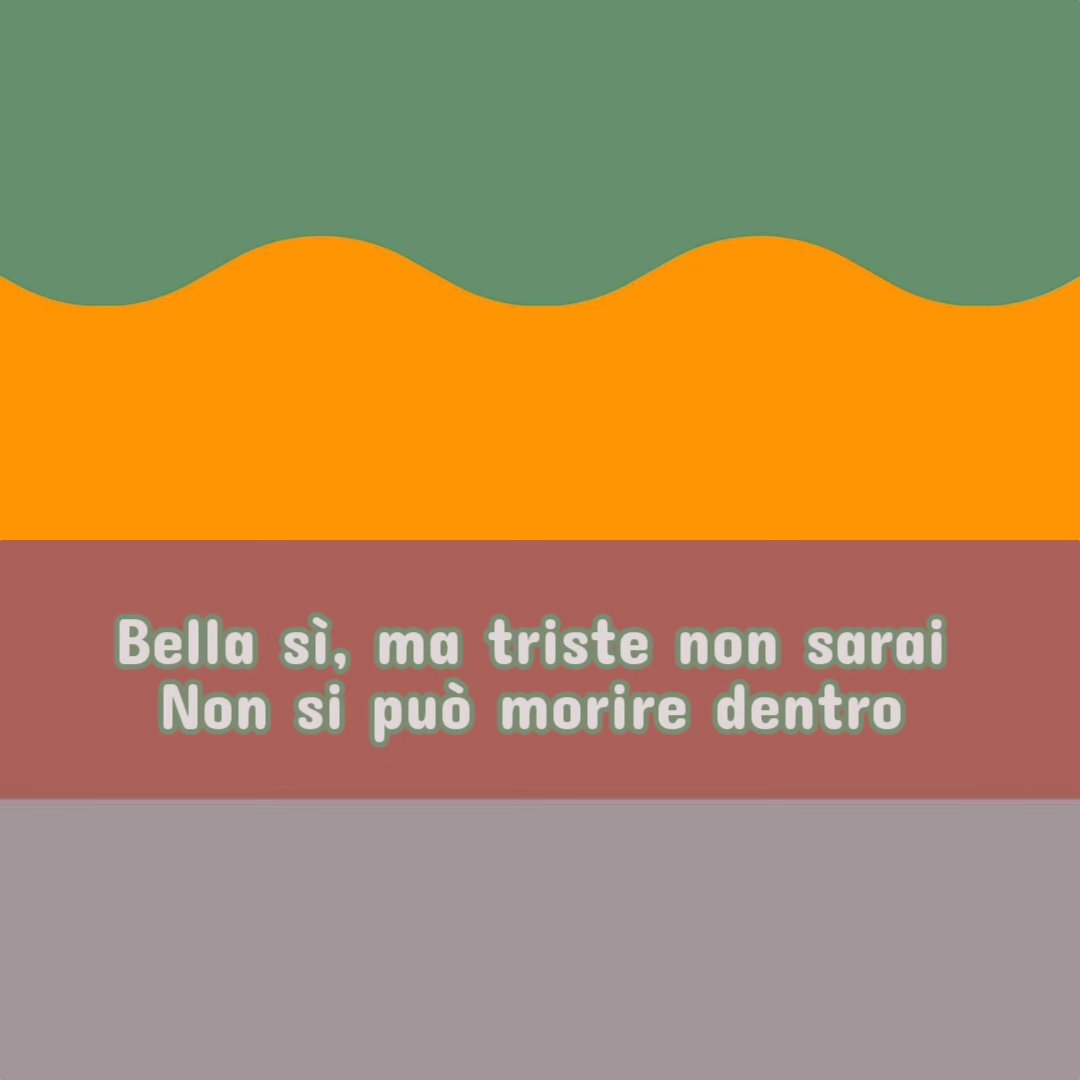 Bella sì, ma triste non sarai
Non si può morire dentro